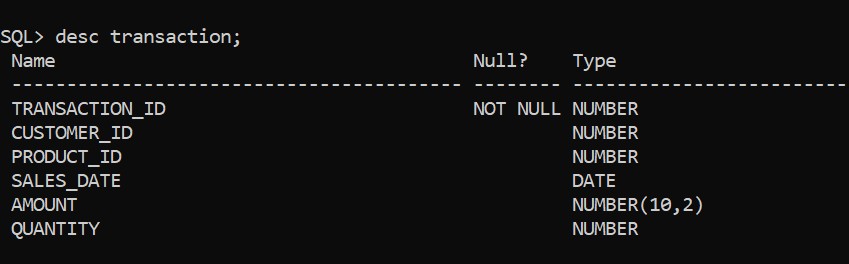 SQL> desc transaction;
Name Null? Type
----------------------------------------- -------- -------------------------
TRANSACTION_ID NOT NULL NUMBER
CUSTOMER_ID NUMBER
PRODUCT_ID NUMBER
SALES_DATE DATE
AMOUNT NUMBER(10,2)
QUANTITY NUMBER